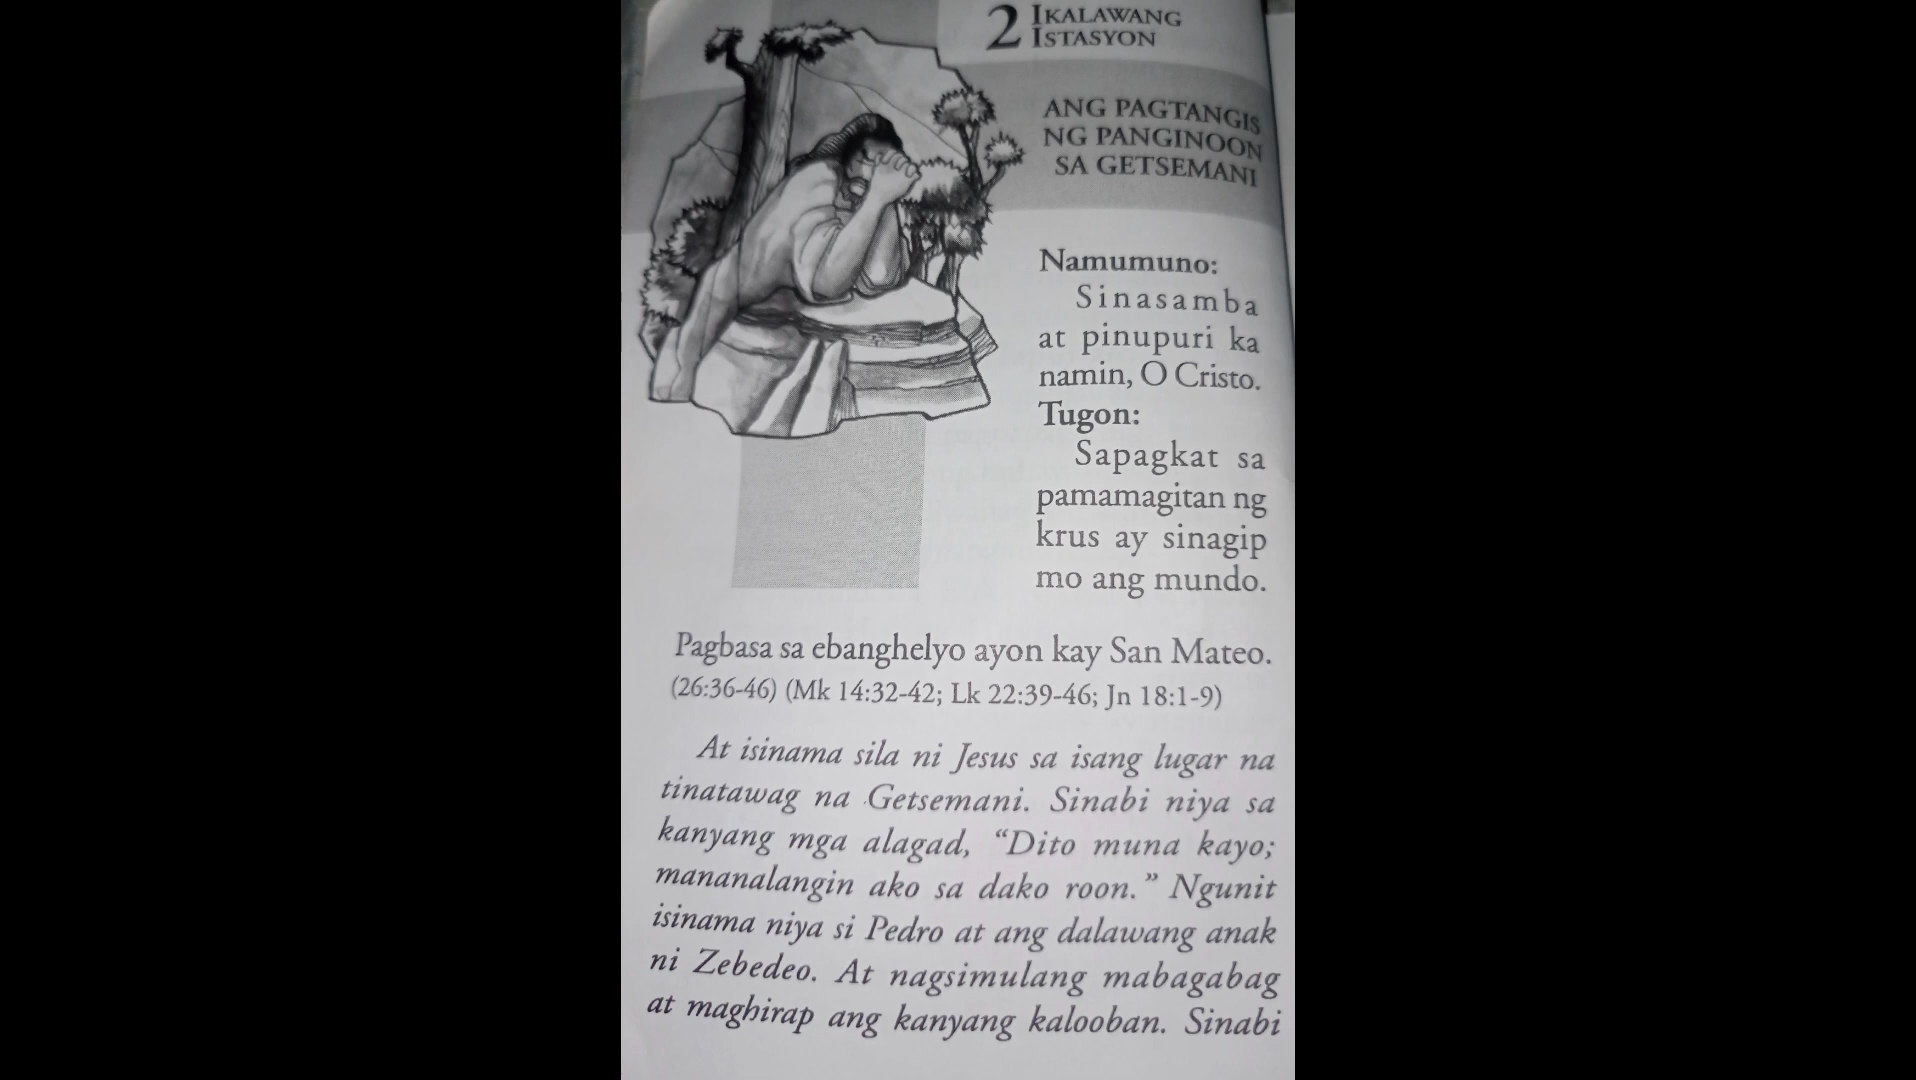 2 IKALAWANG
ISTASYON
ANG PAGTANGIS
NG PANGINOON
SA GETSEMANI
Namumuno:
Sinasamba
at pinupuri ka
namin, O Cristo.
Tugon:
Sapagkat sa
pamamagitan ng
krus ay sinagip
mo ang mundo.
Pagbasa sa ebanghelyo ayon kay San Mateo.
(26:36-46) (Mk 14:32-42; Lk 22:39-46; Jn 18:1-9)
At isinama sila ni Jesus sa isang lugar na
tinatawag na Getsemani. Sinabi niya sa
kanyang mga alagad, “Dito muna kayo;
mananalangin ako sa dako roon.” Ngunit
isinama niya si Pedro at ang dalawang anak
ni Zebedeo. At nagsimulang mabagabag
at maghirap ang kanyang kalooban. Sinabi